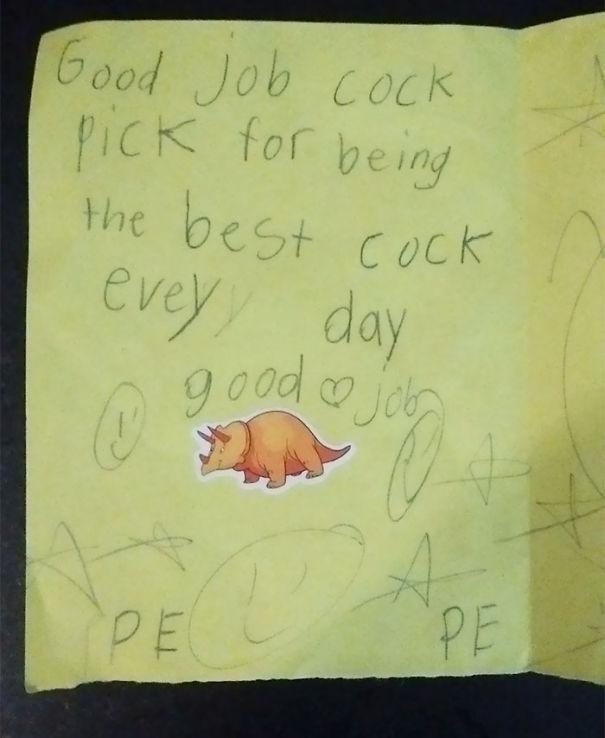 Good job cock
pick for being
the best cock
evey y day
good ♡ job
PE PE